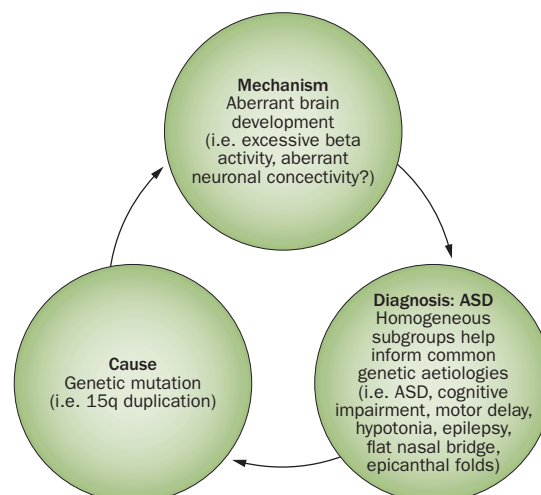 Mechanism
Aberrant brain
development
(i.e. excessive beta
activity, aberrant
neuronal concectivity?)
Diagnosis: ASD
Homogeneous
subgroups help
inform common
genetic aetiologies
(i.e. ASD, cognitive
impairment, motor delay,
hypotonia, epilepsy,
flat nasal bridge,
epicanthal folds)
Cause
Genetic mutation
(i.e. 15q duplication)